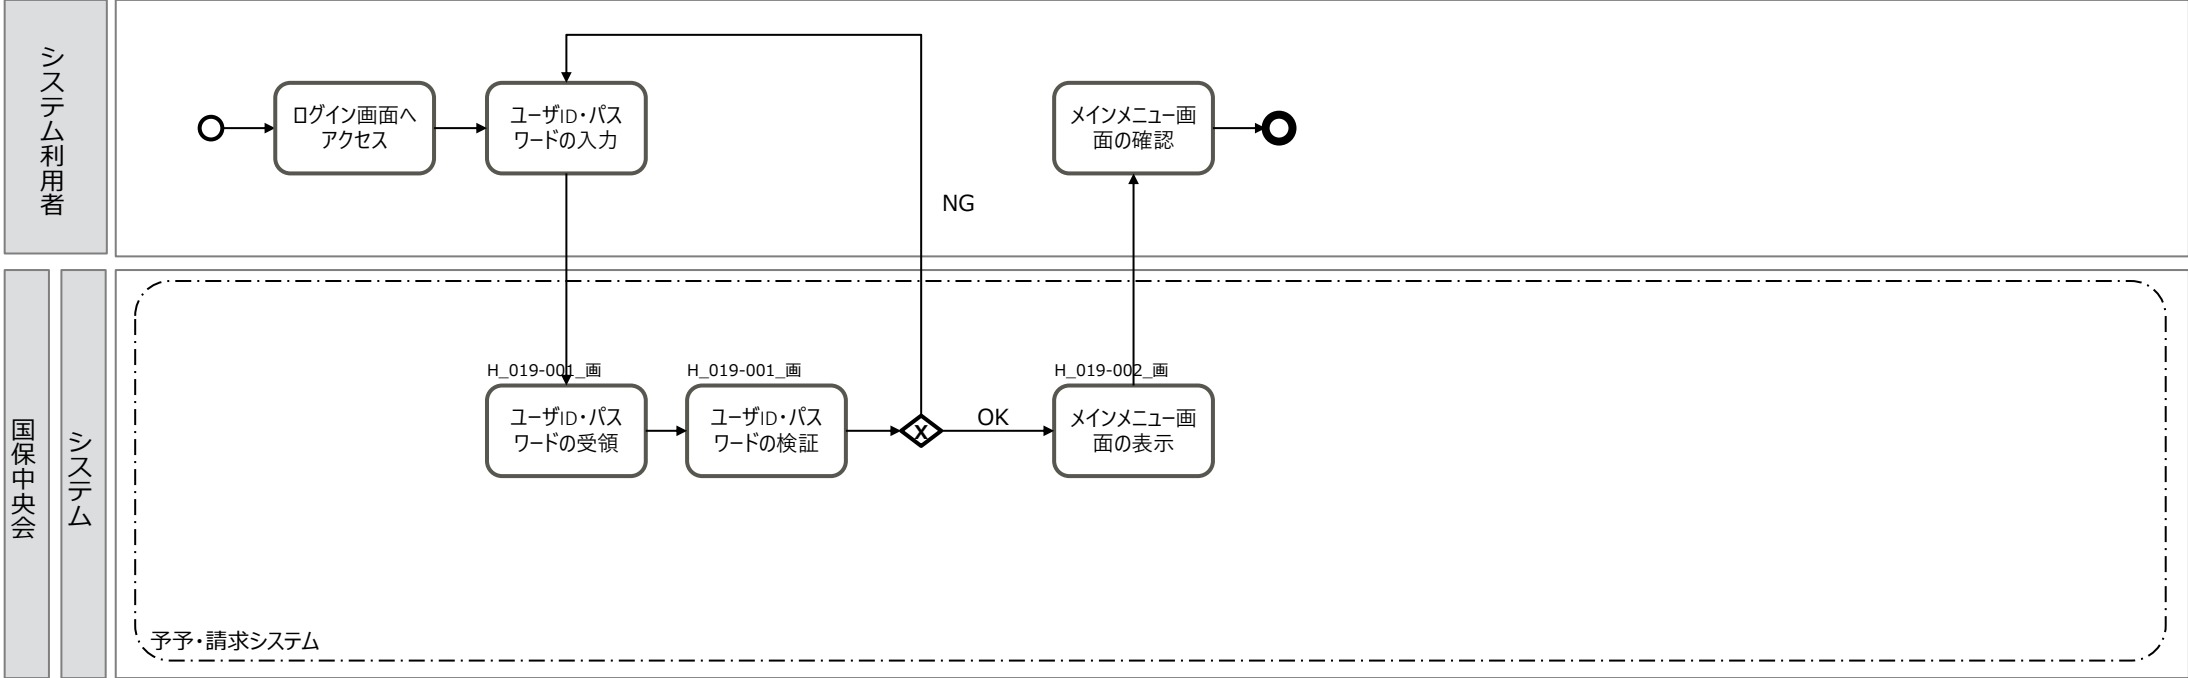 システム利用者
ログイン画面へ
アクセス
ユーザID・パス
ワードの入力
メインメニュー画
面の確認
NG
国保中央会
システム
H_019-001_画
ユーザID・パス
ワードの受領
H_019-001_画
ユーザID・パス
ワードの検証
X
OK
H_019-002_画
メインメニュー画
面の表示
予予・請求システム